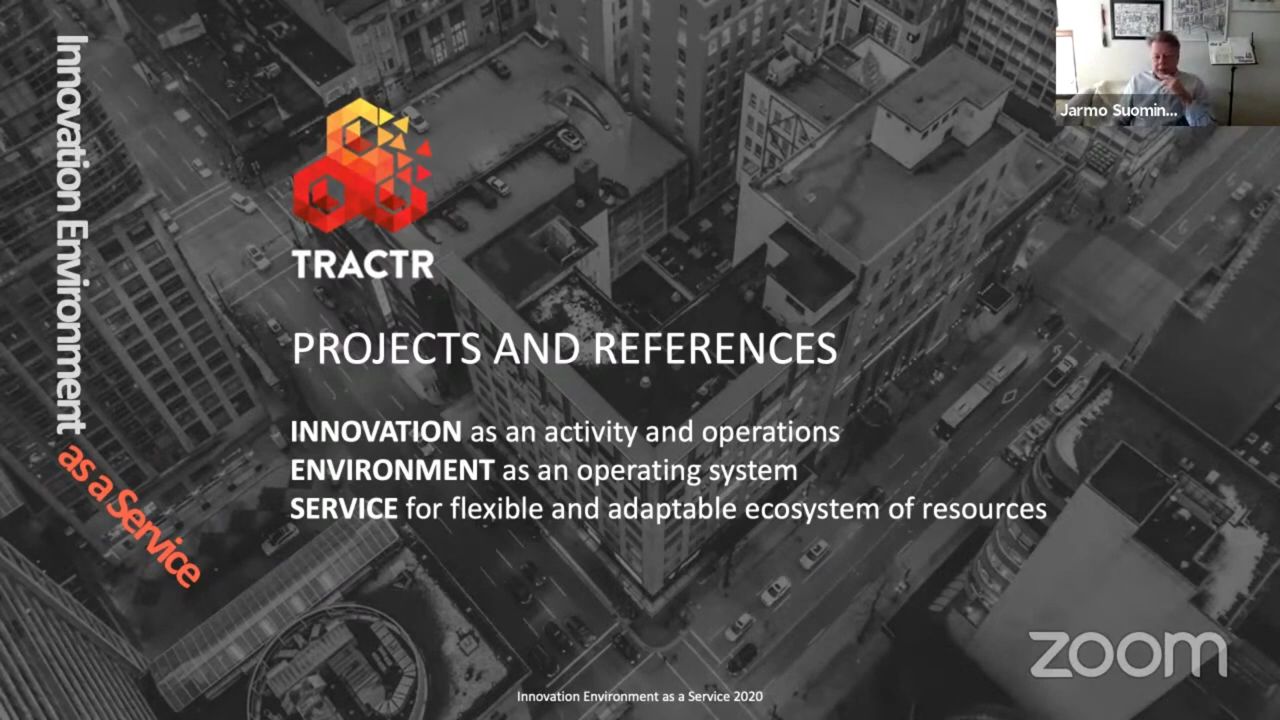 Innovation Environment
as a Service
Jarmo Suomin...
TRACTR
PROJECTS AND REFERENCES
INNOVATION as an activity and operations
ENVIRONMENT as an operating system
SERVICE for flexible and adaptable ecosystem of resources
zoom
Innovation Environment as a Service 2020